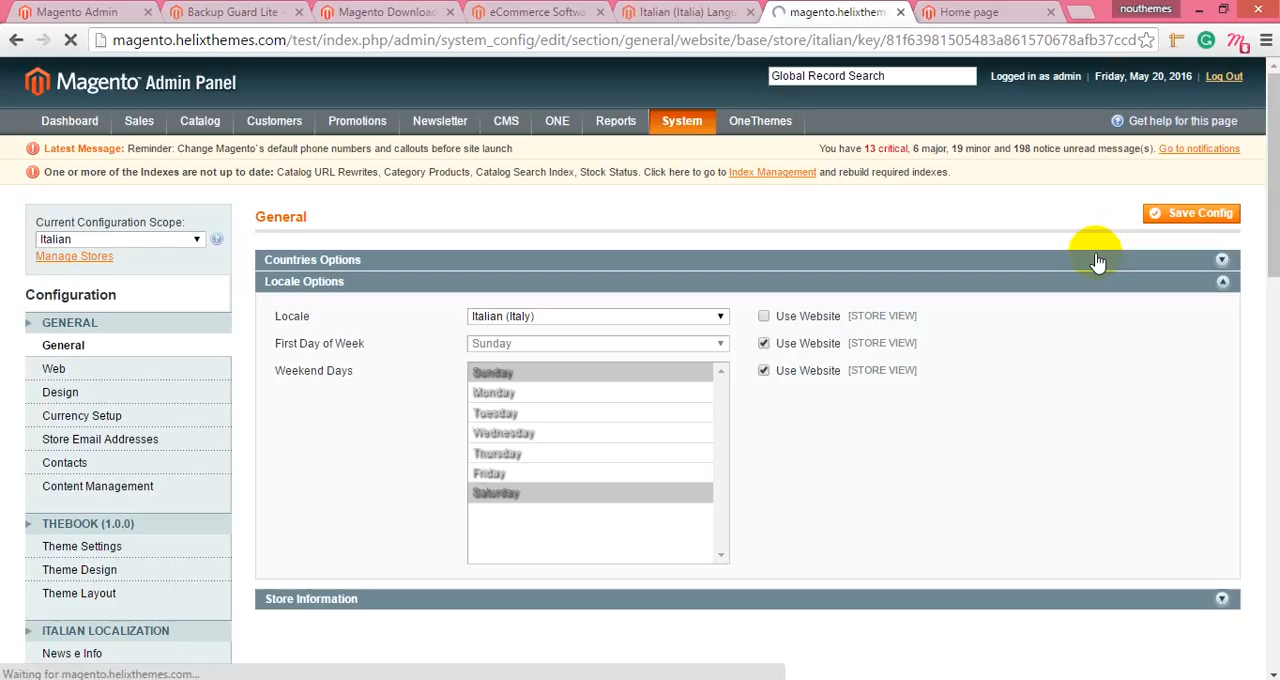 Magento Admin
Backup Guard Lite
Magento Download
eCommerce Softwa
Italian (Italia) Langu
magento.helixthem
Home page
nouthemes
magento.helixthemes.com/test/index.php/admin/system_config/edit/section/general/website/base/store/italian/key/81f63981505483a861570678afb37ccd
Magento Admin Panel
Global Record Search
Logged in as admin | Friday, May 20, 2016 | Log Out
Dashboard Sales Catalog Customers Promotions Newsletter CMS ONE Reports System OneThemes
Get help for this page
Latest Message: Reminder: Change Magento`s default phone numbers and callouts before site launch
You have 13 critical, 6 major, 19 minor and 198 notice unread message(s). Go to notifications
One or more of the Indexes are not up to date: Catalog URL Rewrites, Category Products, Catalog Search Index, Stock Status. Click here to go to Index Management and rebuild required indexes.
Current Configuration Scope:
Italian
Manage Stores
Configuration
GENERAL
General
Web
Design
Currency Setup
Store Email Addresses
Contacts
Content Management
THEBOOK (1.0.0)
Theme Settings
Theme Design
Theme Layout
ITALIAN LOCALIZATION
News e Info
General
Save Config
Countries Options
Locale Options
Locale Italian (Italy) Use Website [STORE VIEW]
First Day of Week Sunday Use Website [STORE VIEW]
Weekend Days Use Website [STORE VIEW]
Sunday
Monday
Tuesday
Wednesday
Thursday
Friday
Saturday
Store Information
Waiting for magento.helixthemes.com...